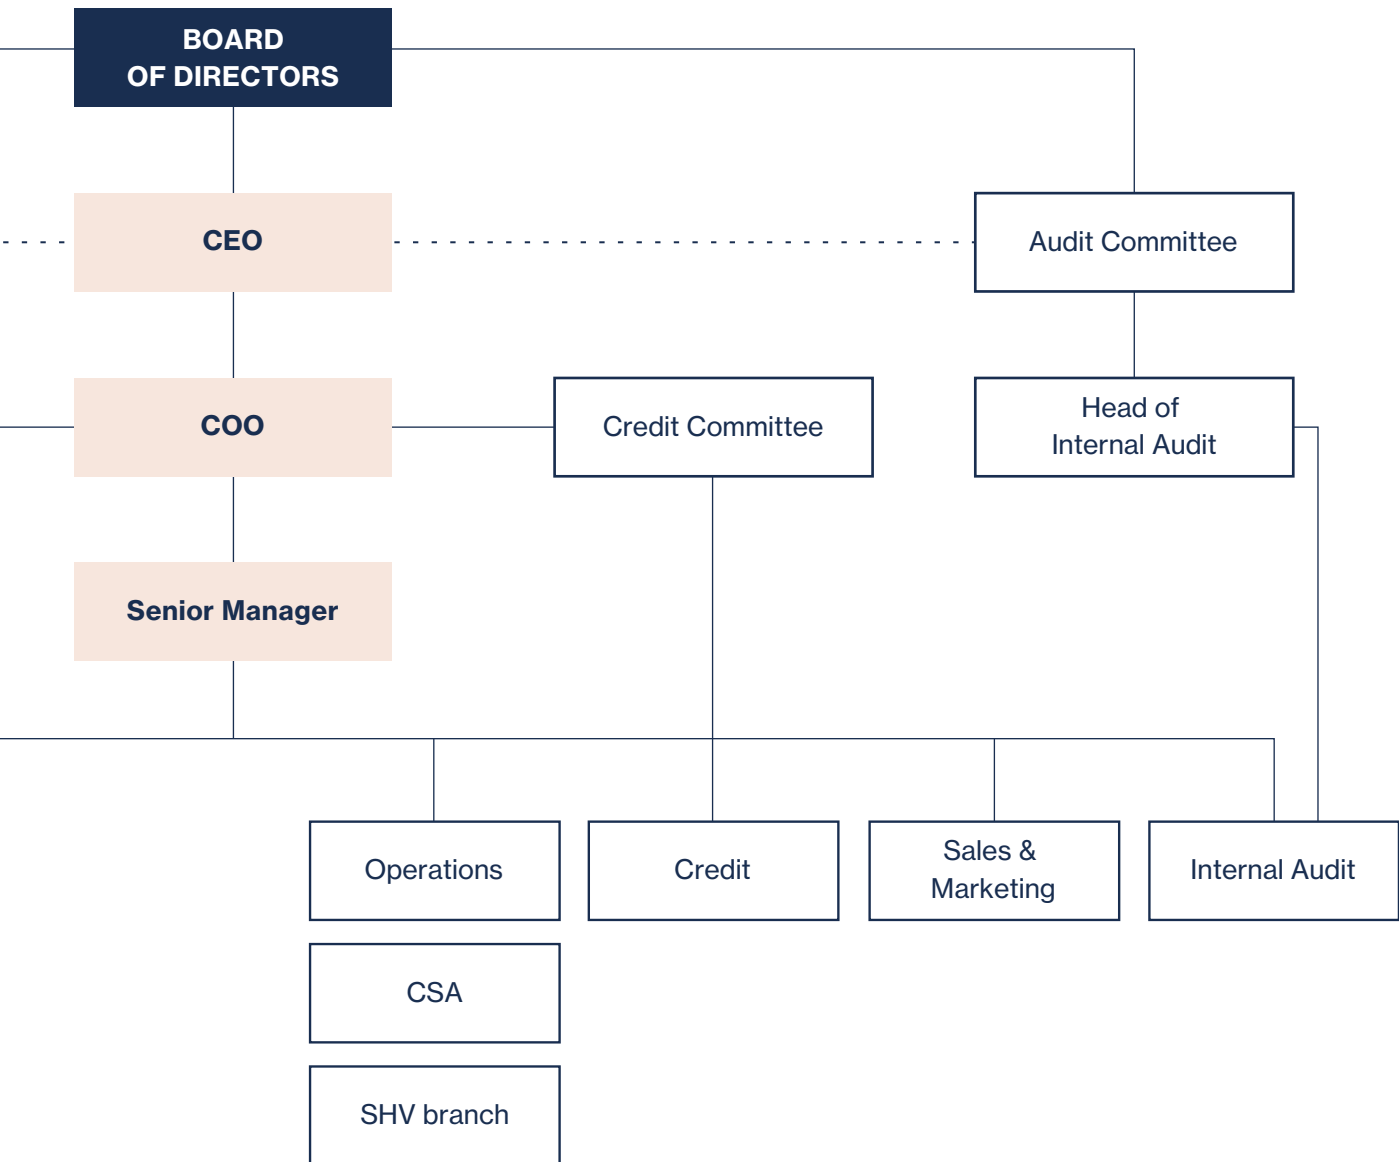 BOARD
OF DIRECTORS
CEO
Audit Committee
COO
Credit Committee
Head of
Internal Audit
Senior Manager
Operations
Credit
Sales &
Marketing
Internal Audit
CSA
SHV branch